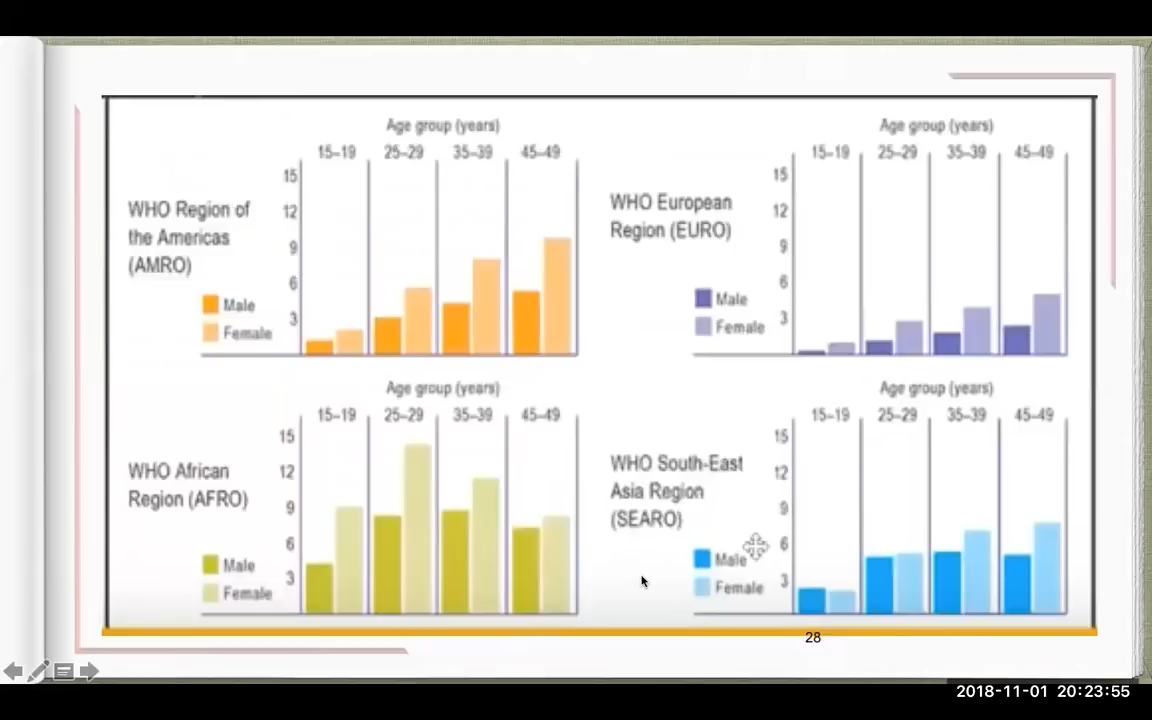 Age group (years)
15–19 25–29 35–39 45–49
15
12
9
6
3
WHO Region of
the Americas
(AMRO)
Male
Female
Age group (years)
15–19 25–29 35–39 45–49
15
12
9
6
3
WHO European
Region (EURO)
Male
Female
Age group (years)
15–19 25–29 35–39 45–49
15
12
9
6
3
WHO African
Region (AFRO)
Male
Female
Age group (years)
15–19 25–29 35–39 45–49
15
12
9
6
3
WHO South-East
Asia Region
(SEARO)
Male
Female
28
2018-11-01 20:23:55